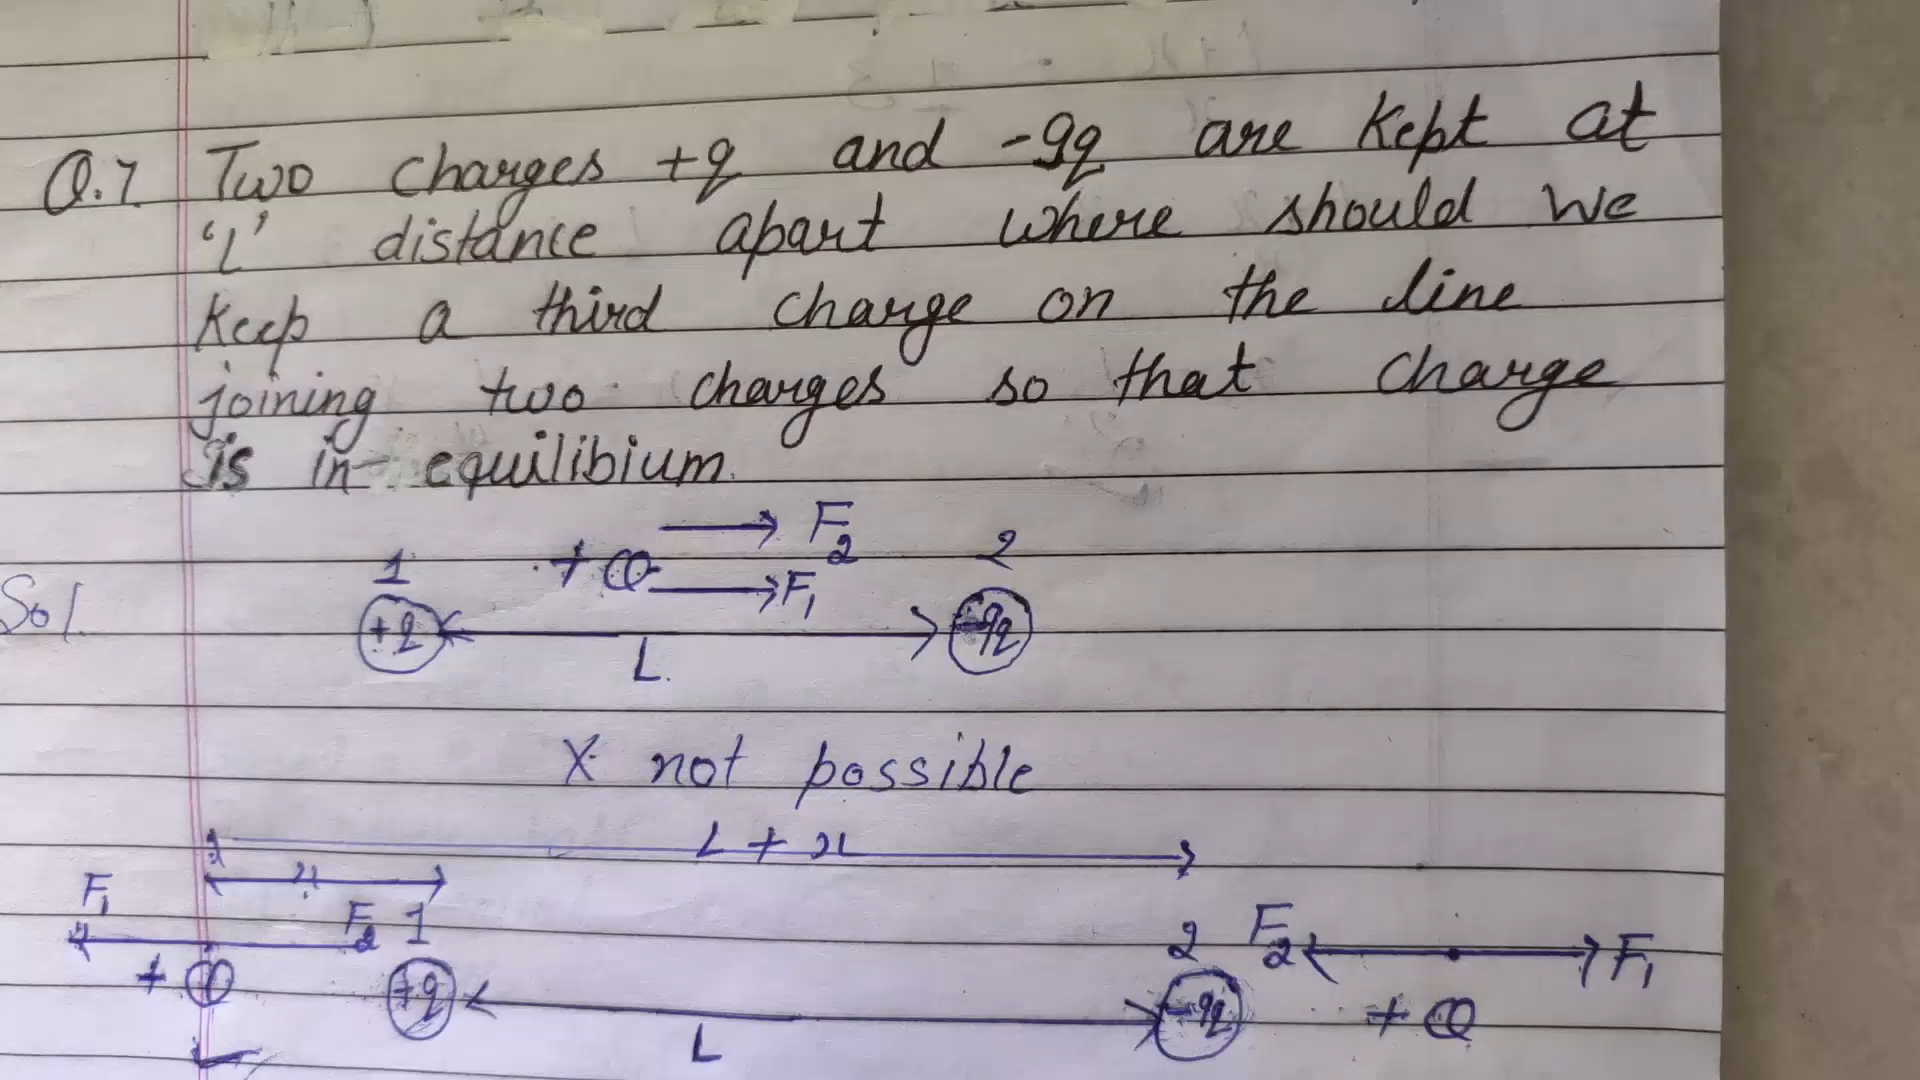 Q.7. Two charges +q and -9q are kept at
'L' distance apart where should we
keep a third charge on the line
joining two charges so that charge
is in equilibium.
→ F2
1 +Q → F1 2
Sol. +q L -9q
X not possible
L + x
x
F1 F2 1 2 F2 F1
+Q +q L -9q +Q